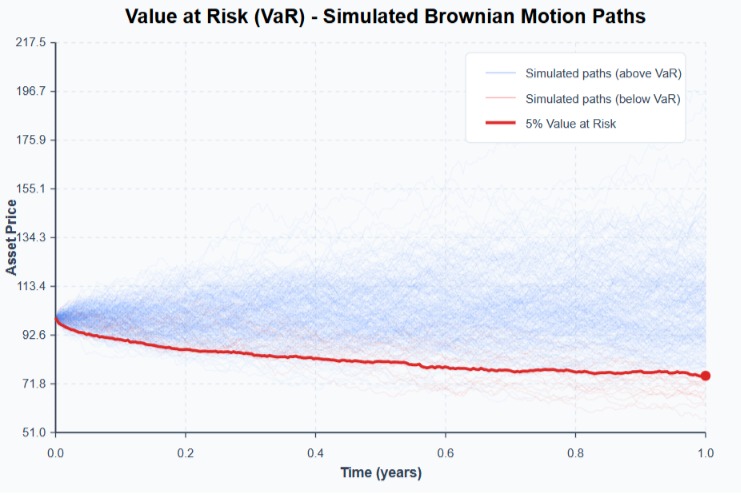 Value at Risk (VaR) - Simulated Brownian Motion Paths
217.5
196.7
175.9
155.1
134.3
113.4
92.6
71.8
51.0
Asset Price
Simulated paths (above VaR)
Simulated paths (below VaR)
5% Value at Risk
0.0 0.2 0.4 0.6 0.8 1.0
Time (years)